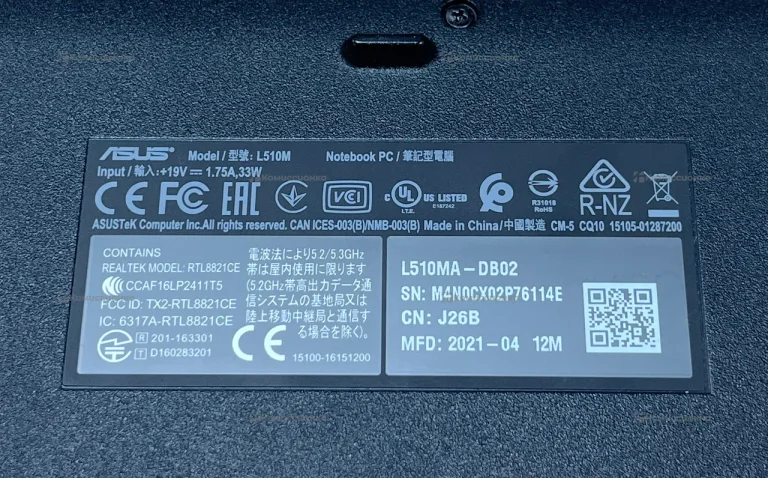 ASUS Model / 型號: L510M Notebook PC / 筆記型電腦
Input / 輸入:+19V ⎓ 1.75A,33W
CE FC EAC VCCI c UL US LISTED I.T.E. E187242 R31018 RoHS R-NZ
ASUSTek Computer Inc.All rights reserved. CAN ICES-003(B)/NMB-003(B) Made in China/中國製造 CM-5 CQ10 15105-01287200
CONTAINS
REALTEK MODEL: RTL8821CE
CCAF16LP2411T5
FCC ID: TX2-RTL8821CE
IC: 6317A-RTL8821CE
R 201-163301
T D160283201
電波法により5.2/5.3GHz
帯は屋内使用に限ります
(5.2GHz帯高出力データ通
信システムの基地局又は
陸上移動中継局と通信す
る場合を除く)。
CE
15100-16151200
L510MA-DB02
SN: M4N0CX02P76114E
CN: J26B
MFD: 2021-04 12M